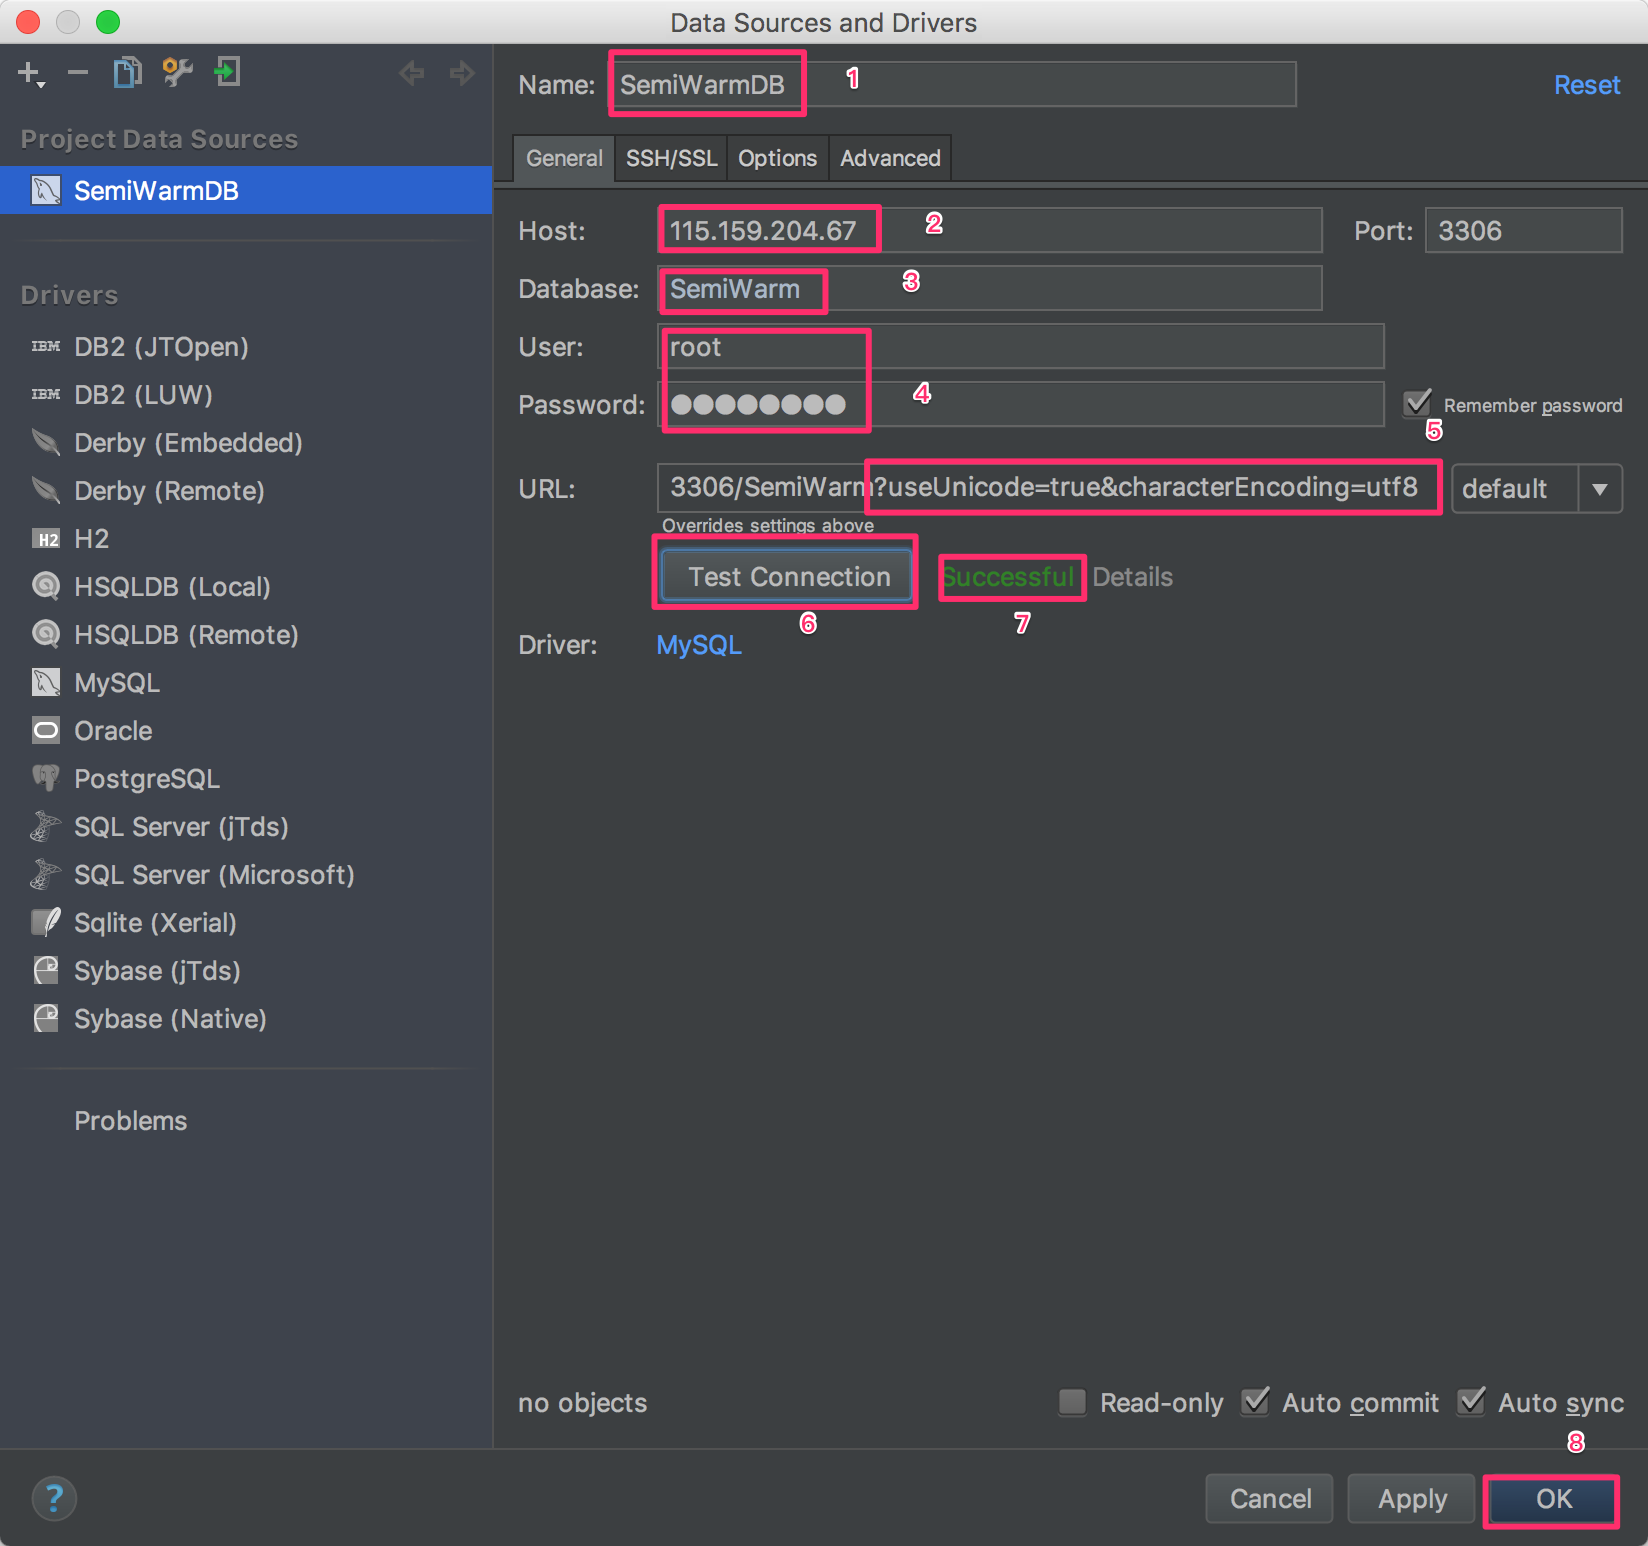 Data Sources and Drivers
Name: SemiWarmDB 1 Reset
Project Data Sources
General SSH/SSL Options Advanced
SemiWarmDB
Host: 115.159.204.67 2 Port: 3306
Database: SemiWarm 3
Drivers
User: root
DB2 (JTOpen)
DB2 (LUW)
Password: 4 Remember password
5
Derby (Embedded)
Derby (Remote)
URL: 3306/SemiWarm?useUnicode=true&characterEncoding=utf8 default
Overrides settings above
H2 H2
Test Connection Successful Details
6 7
HSQLDB (Local)
HSQLDB (Remote)
Driver: MySQL
MySQL
Oracle
PostgreSQL
SQL Server (jTds)
SQL Server (Microsoft)
Sqlite (Xerial)
Sybase (jTds)
Sybase (Native)
Problems
no objects Read-only Auto commit Auto sync
8
? Cancel Apply OK
IBM
IBM